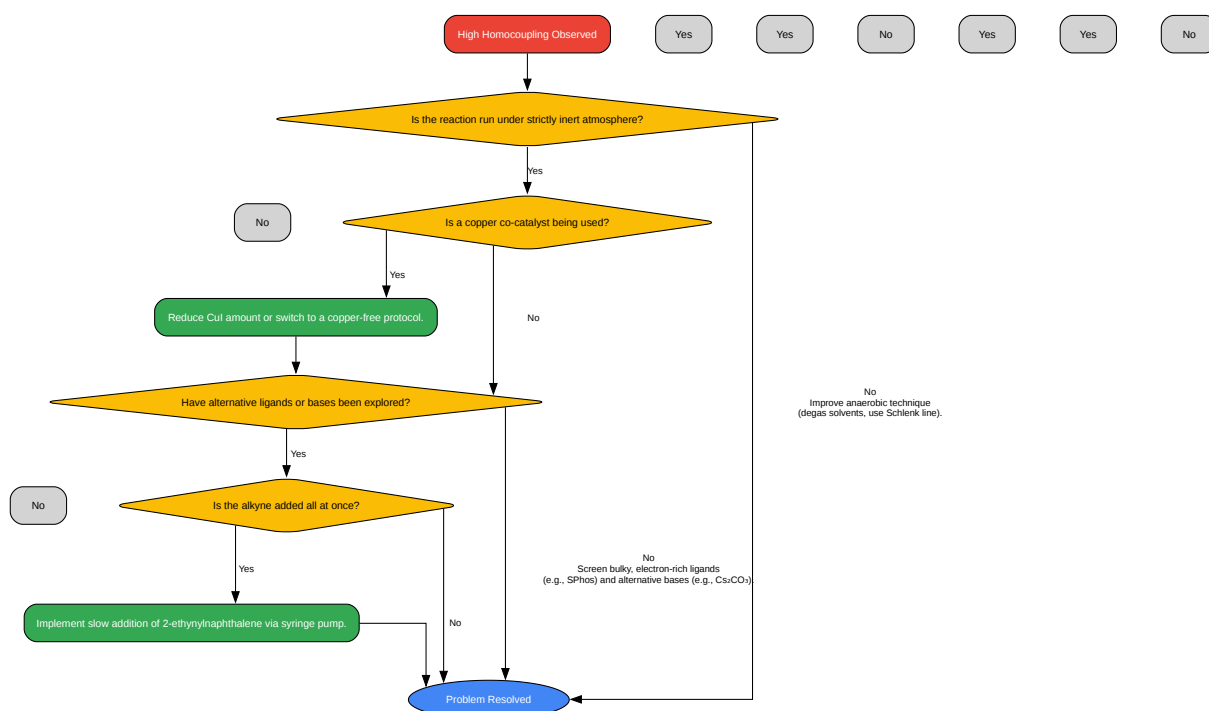 High Homocoupling Observed
Yes
Yes
No
Yes
Yes
No
Is the reaction run under strictly inert atmosphere?
Yes
No
Is a copper co-catalyst being used?
Yes
Reduce CuI amount or switch to a copper-free protocol.
No
Have alternative ligands or bases been explored?
No
Improve anaerobic technique
(degas solvents, use Schlenk line).
Yes
No
Is the alkyne added all at once?
No
Screen bulky, electron-rich ligands
(e.g., SPhos) and alternative bases (e.g., Cs₂CO₃).
Yes
Implement slow addition of 2-ethynylnaphthalene via syringe pump.
No
Problem Resolved